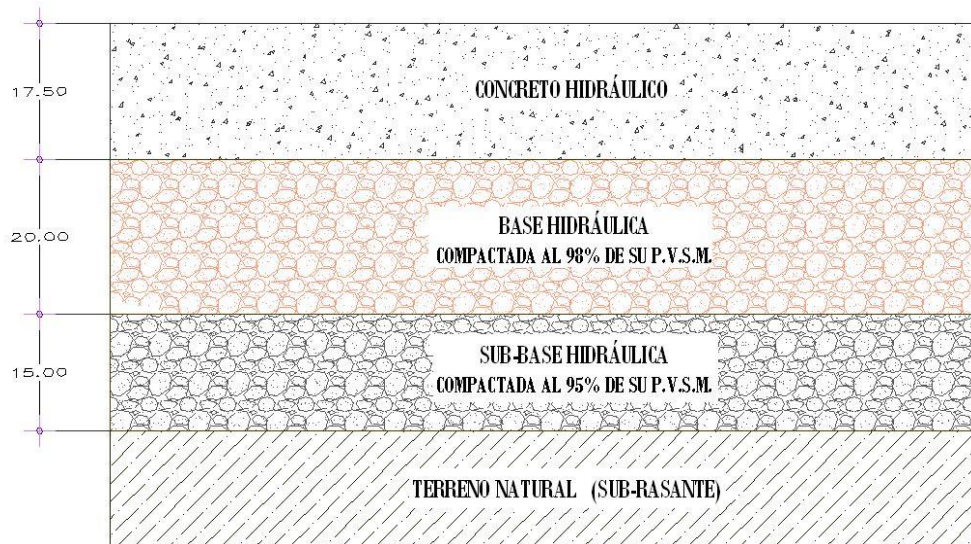 17.50
CONCRETO HIDRÁULICO
20.00
BASE HIDRÁULICA
COMPACTADA AL 98% DE SU P.V.S.M.
15.00
SUB-BASE HIDRÁULICA
COMPACTADA AL 95% DE SU P.V.S.M.
TERRENO NATURAL (SUB-RASANTE)